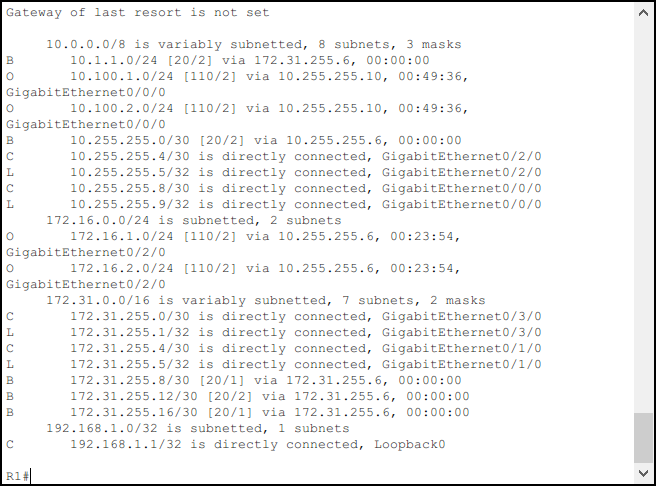 Gateway of last resort is not set
10.0.0.0/8 is variably subnetted, 8 subnets, 3 masks
B 10.1.1.0/24 [20/2] via 172.31.255.6, 00:00:00
O 10.100.1.0/24 [110/2] via 10.255.255.10, 00:49:36,
GigabitEthernet0/0/0
O 10.100.2.0/24 [110/2] via 10.255.255.10, 00:49:36,
GigabitEthernet0/0/0
B 10.255.255.0/30 [20/2] via 10.255.255.6, 00:00:00
C 10.255.255.4/30 is directly connected, GigabitEthernet0/2/0
L 10.255.255.5/32 is directly connected, GigabitEthernet0/2/0
C 10.255.255.8/30 is directly connected, GigabitEthernet0/0/0
L 10.255.255.9/32 is directly connected, GigabitEthernet0/0/0
172.16.0.0/24 is subnetted, 2 subnets
O 172.16.1.0/24 [110/2] via 10.255.255.6, 00:23:54,
GigabitEthernet0/2/0
O 172.16.2.0/24 [110/2] via 10.255.255.6, 00:23:54,
GigabitEthernet0/2/0
172.31.0.0/16 is variably subnetted, 7 subnets, 2 masks
C 172.31.255.0/30 is directly connected, GigabitEthernet0/3/0
L 172.31.255.1/32 is directly connected, GigabitEthernet0/3/0
C 172.31.255.4/30 is directly connected, GigabitEthernet0/1/0
L 172.31.255.5/32 is directly connected, GigabitEthernet0/1/0
B 172.31.255.8/30 [20/1] via 172.31.255.6, 00:00:00
B 172.31.255.12/30 [20/2] via 172.31.255.6, 00:00:00
B 172.31.255.16/30 [20/1] via 172.31.255.6, 00:00:00
192.168.1.0/32 is subnetted, 1 subnets
C 192.168.1.1/32 is directly connected, Loopback0
R1#